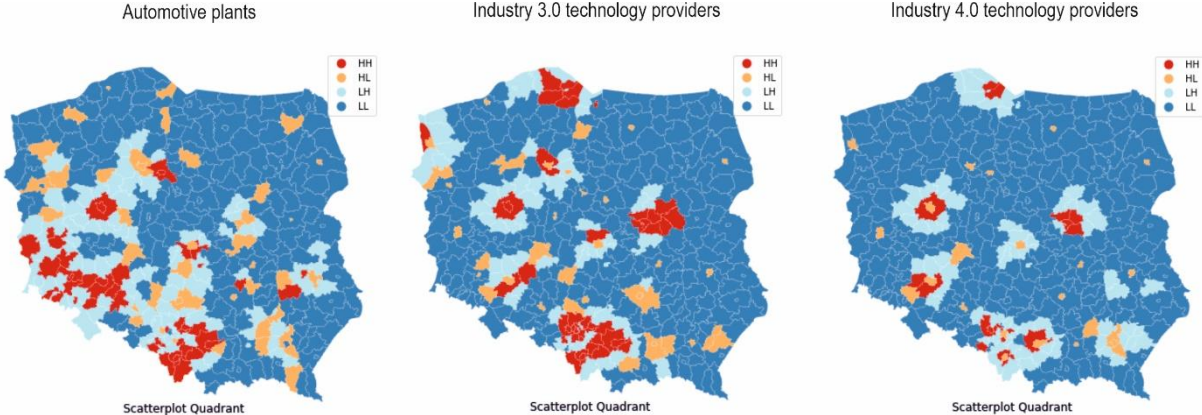 Automotive plants
Industry 3.0 technology providers
Industry 4.0 technology providers
HH
HL
LH
LL
HH
HL
LH
LL
HH
HL
LH
LL
Scatterplot Quadrant
Scatterplot Quadrant
Scatterplot Quadrant